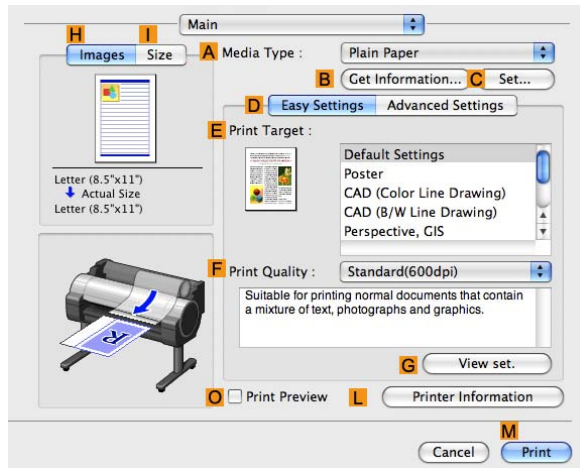 Main
H
I
Images
Size
A
Media Type :
Plain Paper
B
Get Information...
C
Set...
D
Easy Settings
Advanced Settings
E
Print Target :
Default Settings
Poster
CAD (Color Line Drawing)
CAD (B/W Line Drawing)
Perspective, GIS
Letter (8.5"x11")
Actual Size
Letter (8.5"x11")
F
Print Quality :
Standard(600dpi)
Suitable for printing normal documents that contain
a mixture of text, photographs and graphics.
G
View set.
O
Print Preview
L
Printer Information
M
Cancel
Print